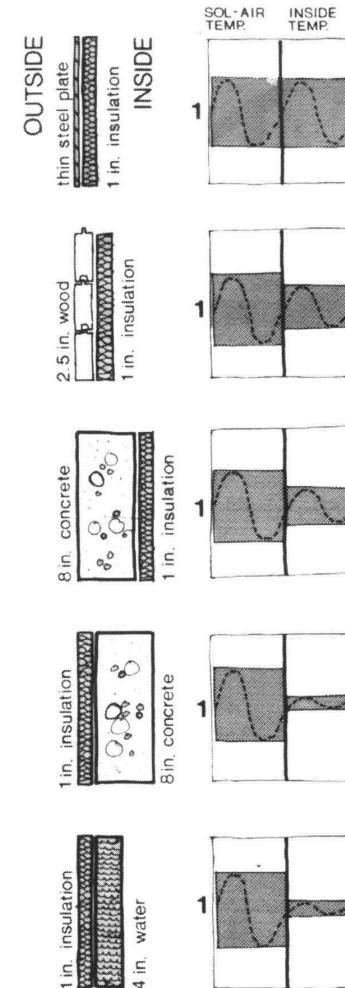 SOL-AIR TEMP.
INSIDE TEMP.
OUTSIDE
thin steel plate
1 in. insulation
INSIDE
1
2.5 in. wood
1 in. insulation
1
8 in. concrete
1 in. insulation
1
1 in. insulation
8 in. concrete
1
1 in. insulation
4 in. water
1